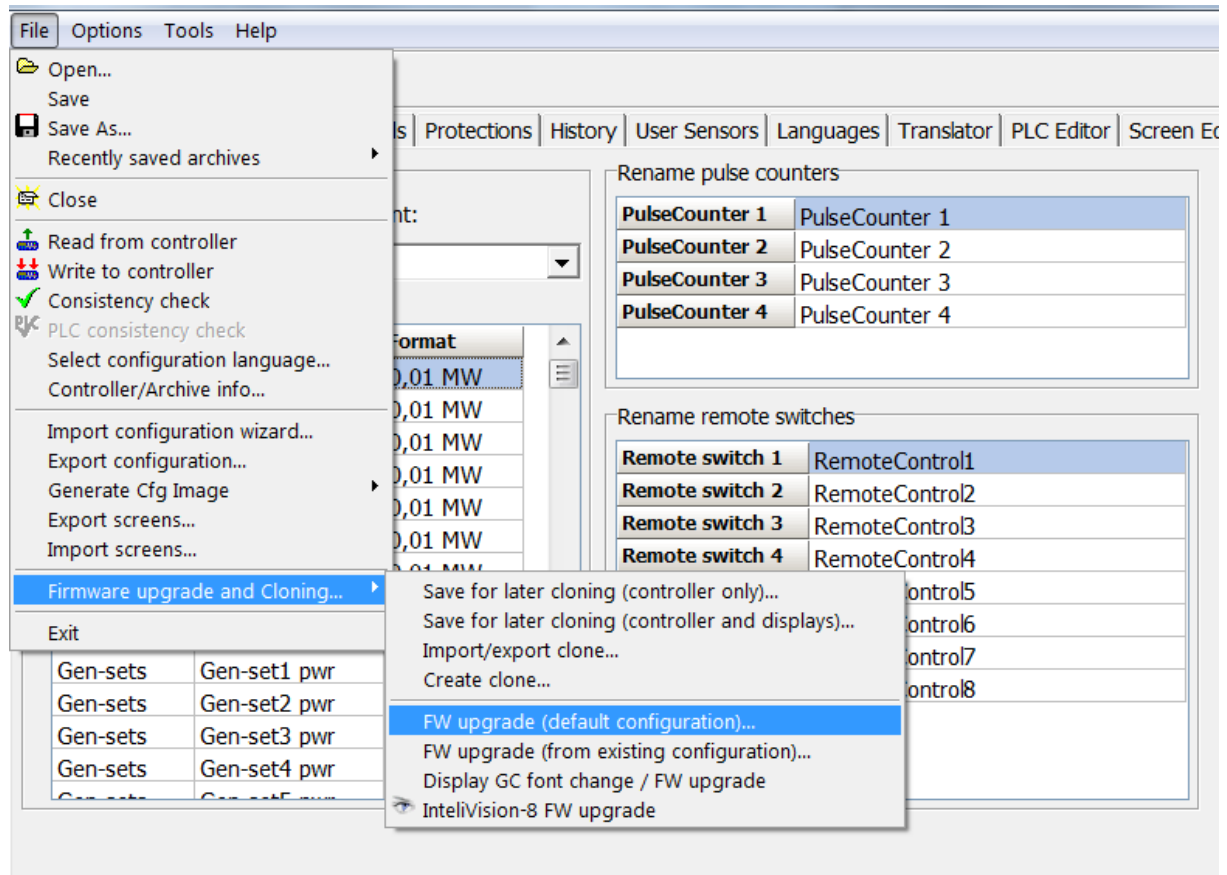 File Options Tools Help
Open...
Save
Save As...
Recently saved archives
Close
Read from controller
Write to controller
Consistency check
PLC consistency check
Select configuration language...
Controller/Archive info...
Import configuration wizard...
Export configuration...
Generate Cfg Image
Export screens...
Import screens...
Firmware upgrade and Cloning...
Exit
Save for later cloning (controller only)...
Save for later cloning (controller and displays)...
Import/export clone...
Create clone...
FW upgrade (default configuration)...
FW upgrade (from existing configuration)...
Display GC font change / FW upgrade
InteliVision-8 FW upgrade
Protections History User Sensors Languages Translator PLC Editor Screen
0,01 MW
0,01 MW
0,01 MW
0,01 MW
0,01 MW
0,01 MW
Gen-sets Gen-set1 pwr
Gen-sets Gen-set2 pwr
Gen-sets Gen-set3 pwr
Gen-sets Gen-set4 pwr
Rename pulse counters
PulseCounter 1 PulseCounter 1
PulseCounter 2 PulseCounter 2
PulseCounter 3 PulseCounter 3
PulseCounter 4 PulseCounter 4
Rename remote switches
Remote switch 1 RemoteControl1
Remote switch 2 RemoteControl2
Remote switch 3 RemoteControl3
Remote switch 4 RemoteControl4
ontrol5
ontrol6
ontrol7
ontrol8